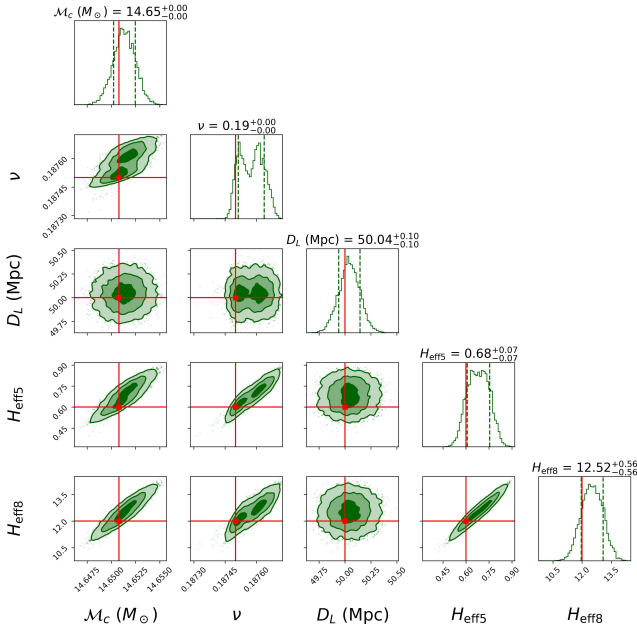 𝓜c (M⊙) = 14.65+0.00 −0.00
ν = 0.19+0.00 −0.00
0.18760
0.18745
0.18730
ν
DL (Mpc) = 50.04+0.10 −0.10
50.50
50.25
50.00
49.75
DL (Mpc)
Heff5 = 0.68+0.07 −0.07
0.90
0.75
0.60
0.45
Heff5
Heff8 = 12.52+0.56 −0.56
13.5
12.0
10.5
Heff8
14.6475 14.6500 14.6525 14.6550 0.18730 0.18745 0.18760 49.75 50.00 50.25 50.50 0.45 0.60 0.75 0.90 10.5 12.0 13.5
𝓜c (M⊙) ν DL (Mpc) Heff5 Heff8